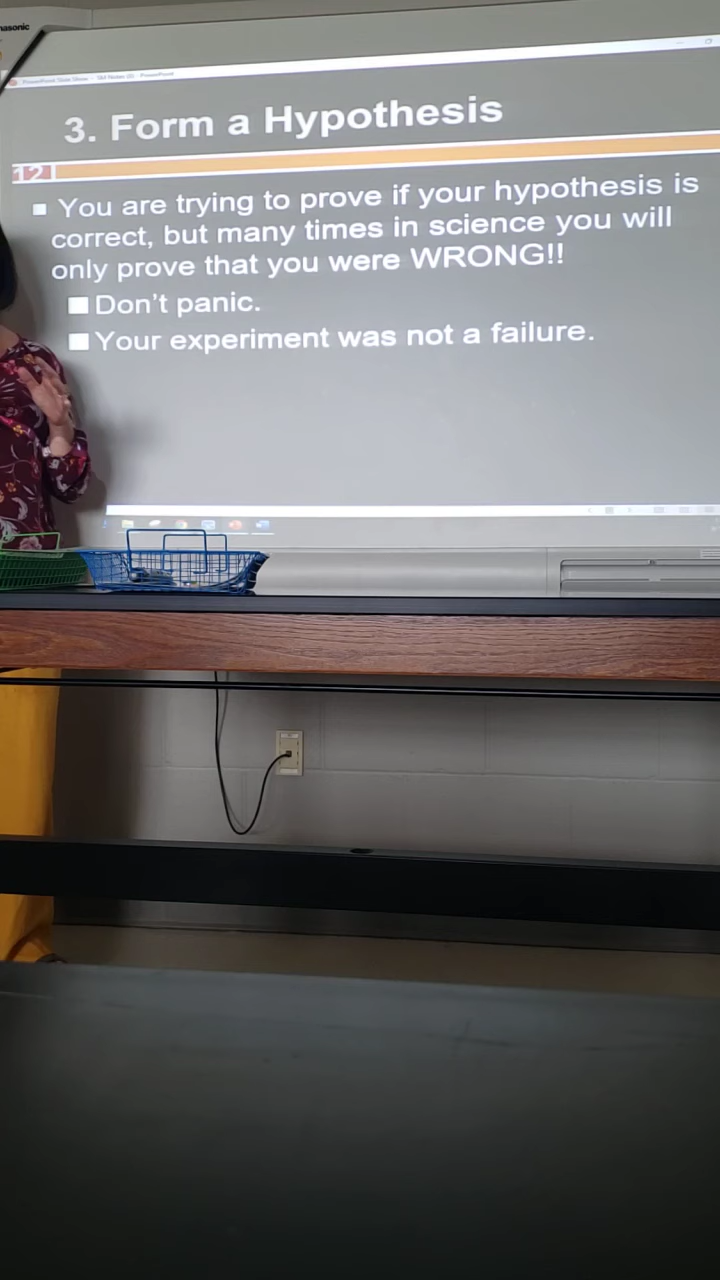 3. Form a Hypothesis
12
You are trying to prove if your hypothesis is
correct, but many times in science you will
only prove that you were WRONG!!
Don't panic.
Your experiment was not a failure.